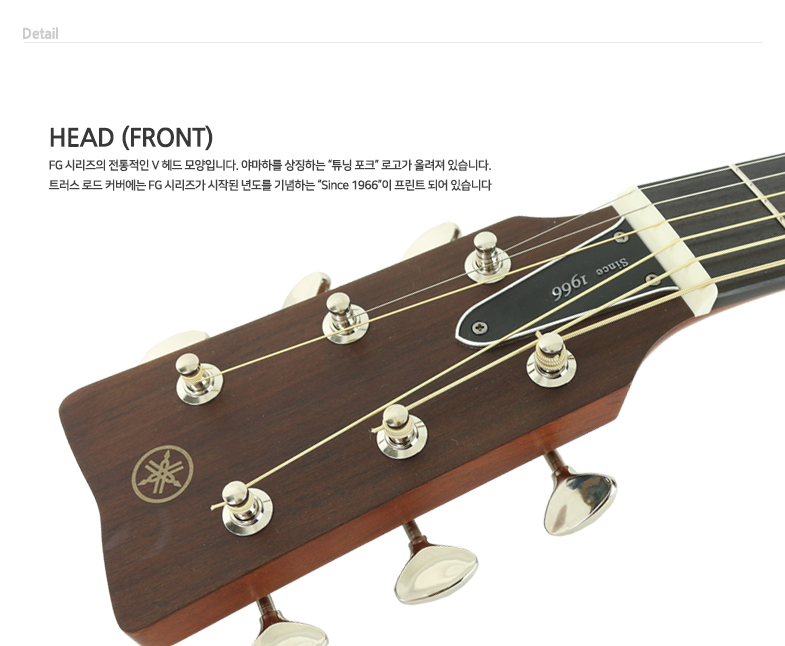 Detail
HEAD (FRONT)
FG 시리즈의 전통적인 V 헤드 모양입니다. 야마하를 상징하는 "튜닝 포크" 로고가 올려져 있습니다.
트러스 로드 커버에는 FG 시리즈가 시작된 년도를 기념하는 "Since 1966"이 프린트 되어 있습니다
Since 1966